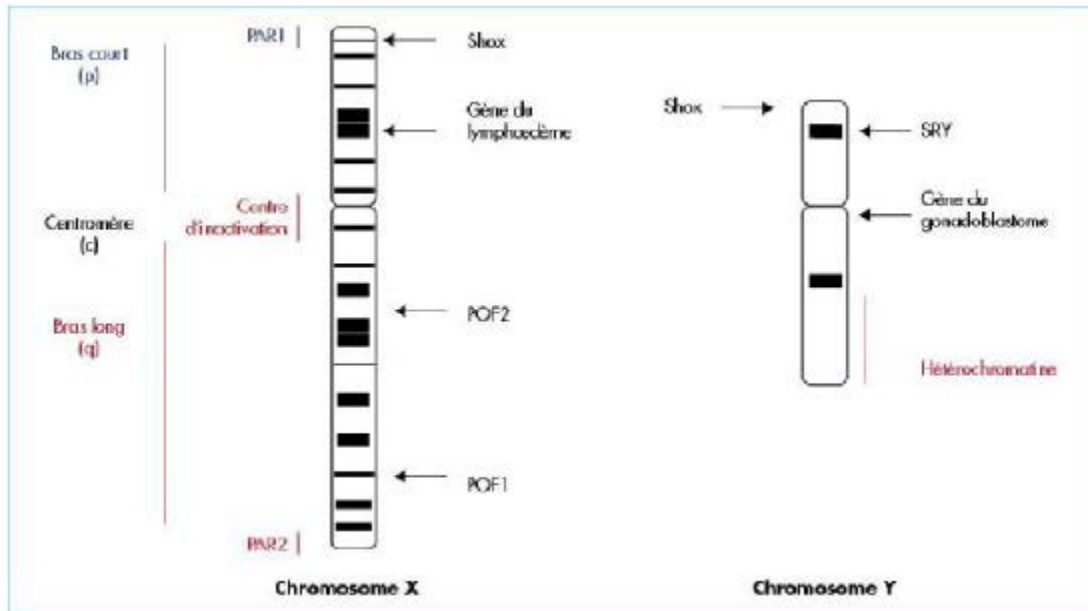 PAR1
Shox
Bras court
(p)
Gène du
lymphœdème
Shox
SRY
Centre
d'inactivation
Centromère
(c)
Gène du
gonadoblastome
POF2
Bras long
(q)
Hétérochromatine
POF1
PAR2
Chromosome X
Chromosome Y